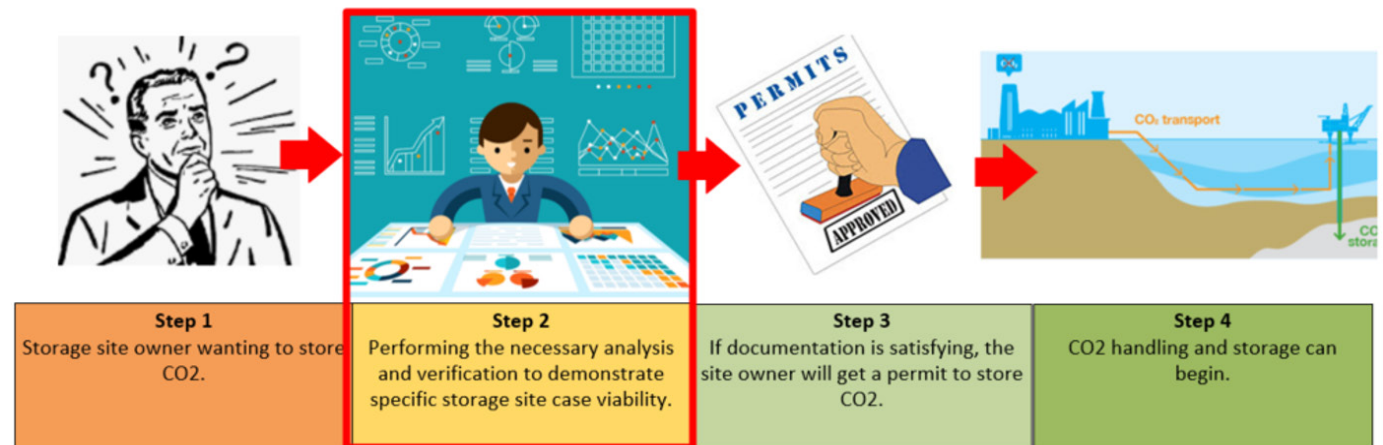 ? ?
PERMITS
APPROVED
CO₂ transport
Step 1
Storage site owner wanting to store
CO2.
Step 2
Performing the necessary analysis
and verification to demonstrate
specific storage site case viability.
Step 3
If documentation is satisfying, the
site owner will get a permit to store
CO2.
Step 4
CO2 handling and storage can
begin.